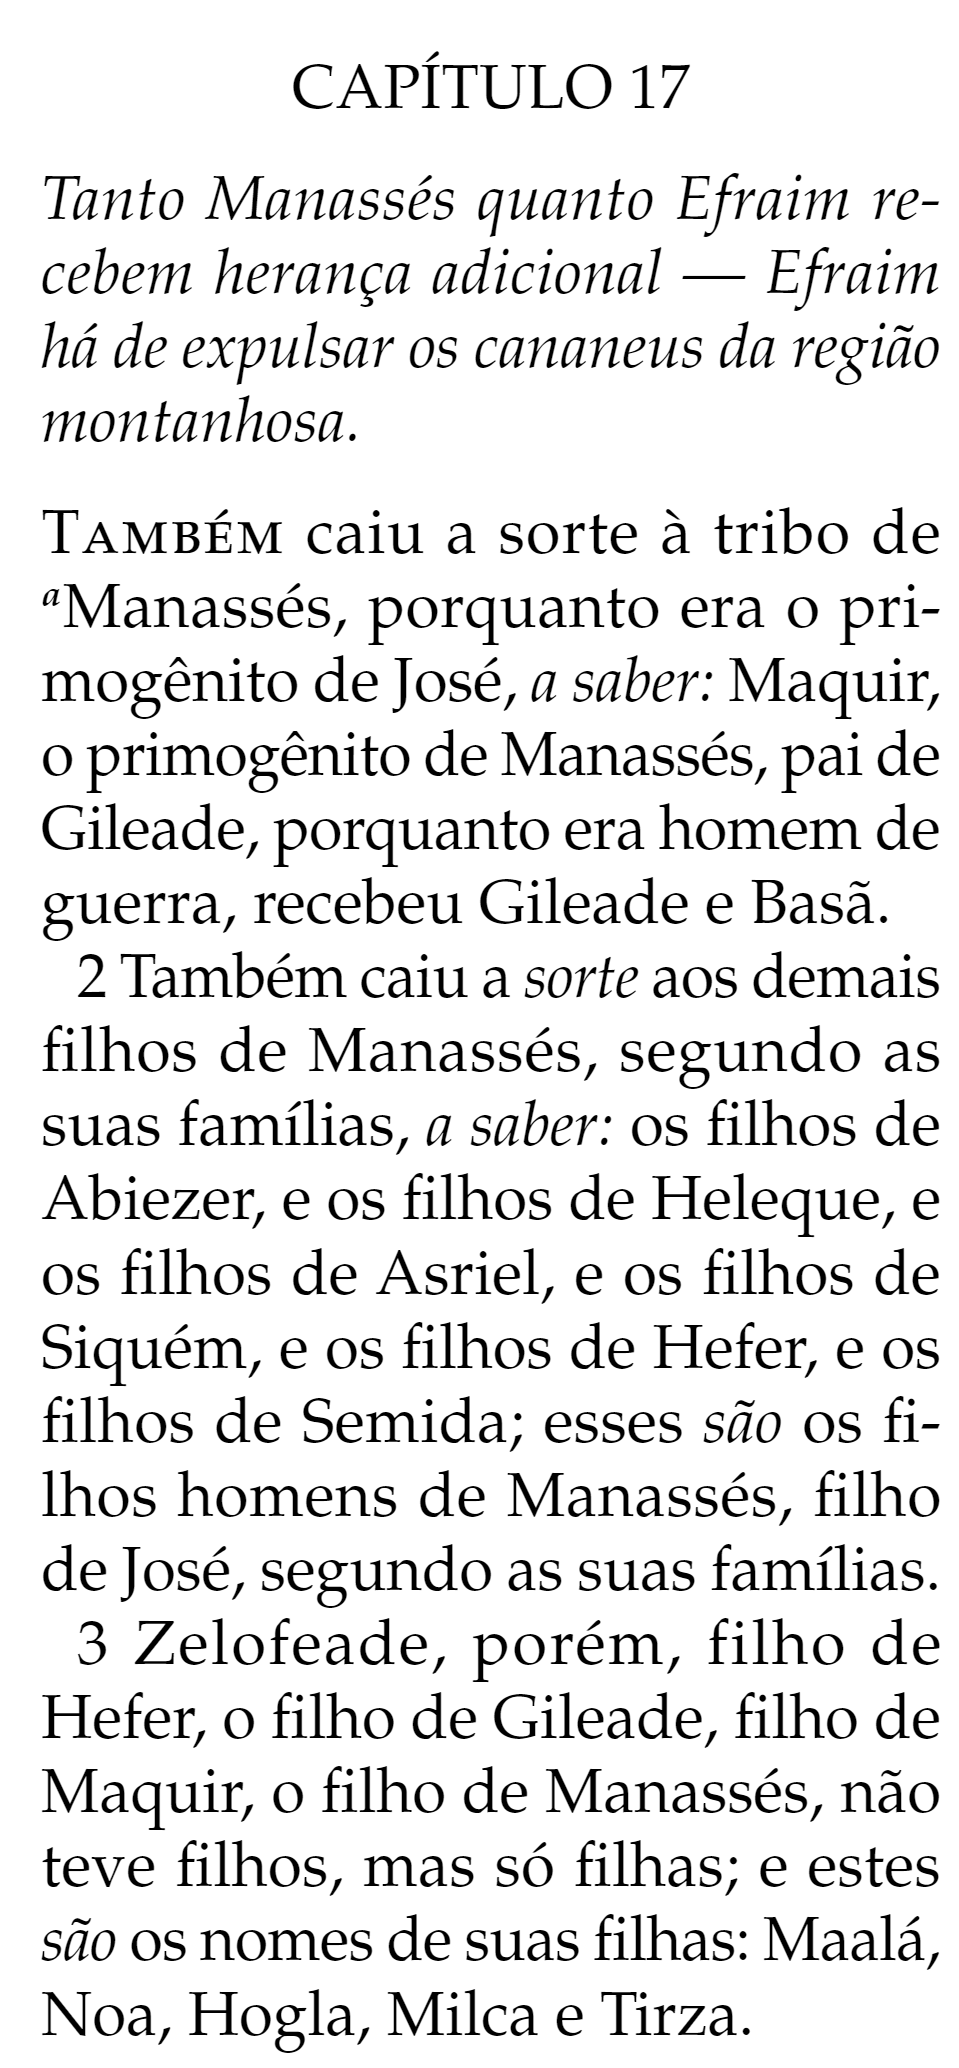 CAPÍTULO 17
Tanto Manassés quanto Efraim re-
cebem herança adicional — Efraim
há de expulsar os cananeus da região
montanhosa.
TAMBÉM caiu a sorte à tribo de
aManassés, porquanto era o pri-
mogênito de José, a saber: Maquir,
o primogênito de Manassés, pai de
Gileade, porquanto era homem de
guerra, recebeu Gileade e Basã.
2 Também caiu a sorte aos demais
filhos de Manassés, segundo as
suas famílias, a saber: os filhos de
Abiezer, e os filhos de Heleque, e
os filhos de Asriel, e os filhos de
Siquém, e os filhos de Hefer, e os
filhos de Semida; esses são os fi-
lhos homens de Manassés, filho
de José, segundo as suas famílias.
3 Zelofeade, porém, filho de
Hefer, o filho de Gileade, filho de
Maquir, o filho de Manassés, não
teve filhos, mas só filhas; e estes
são os nomes de suas filhas: Maalá,
Noa, Hogla, Milca e Tirza.